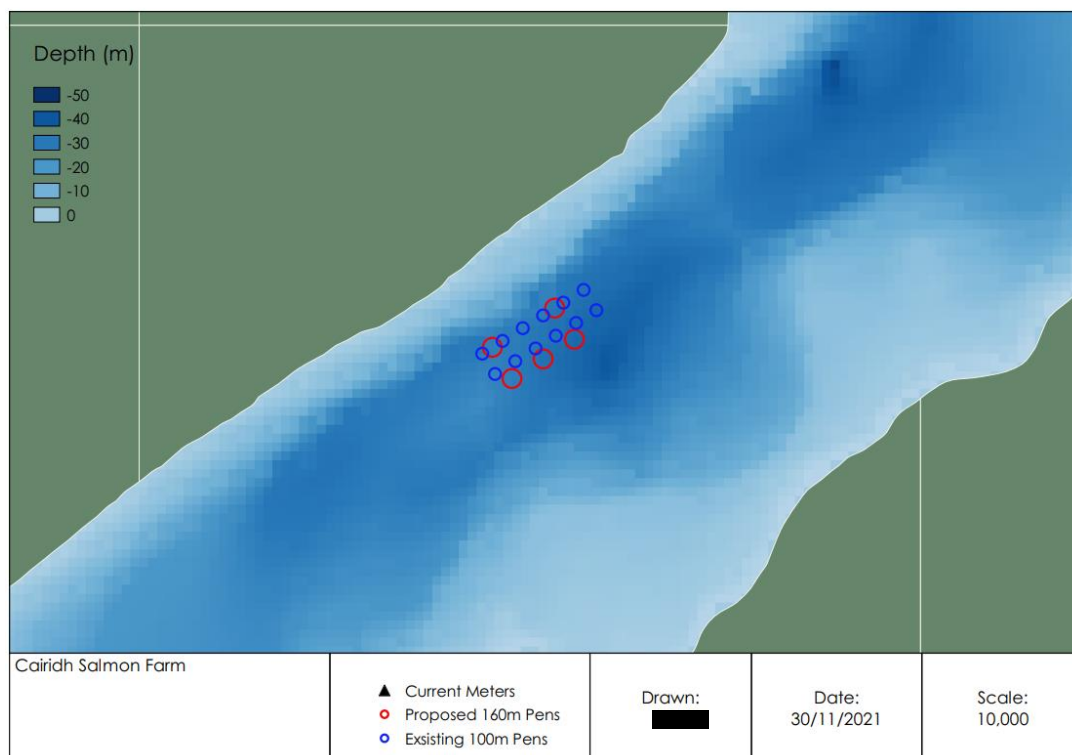 Depth (m)
-50
-40
-30
-20
-10
0
Cairidh Salmon Farm
Current Meters
Proposed 160m Pens
Exsisting 100m Pens
Drawn:
Date:
30/11/2021
Scale:
10,000